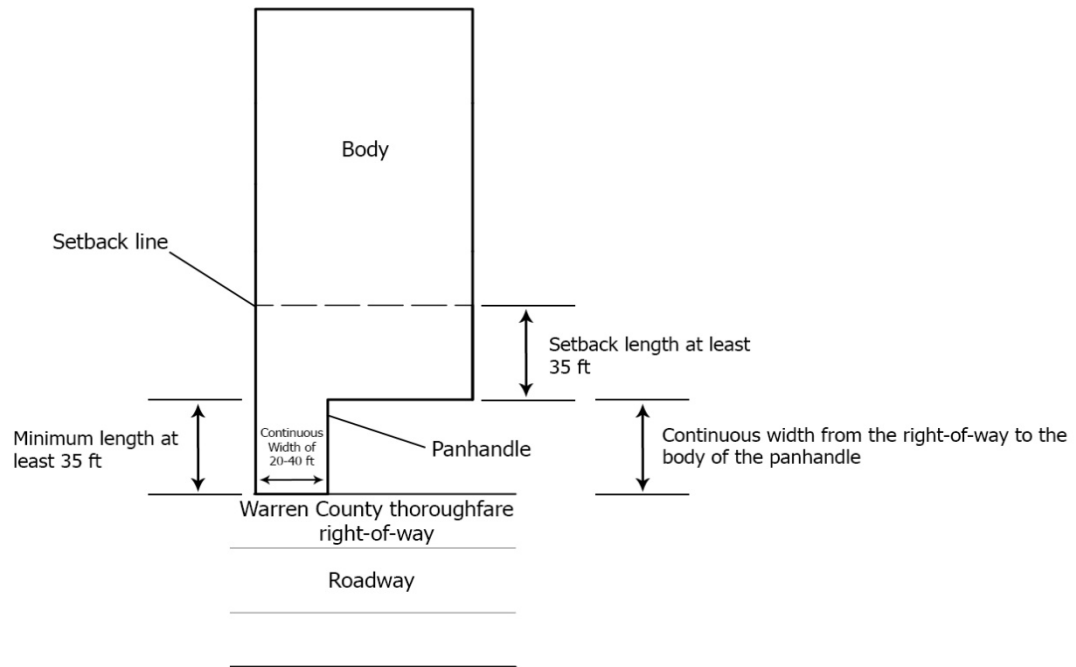 Body
Setback line
Setback length at least
35 ft
Minimum length at
least 35 ft
Continuous
Width of
20-40 ft
Panhandle
Continuous width from the right-of-way to the
body of the panhandle
Warren County thoroughfare
right-of-way
Roadway